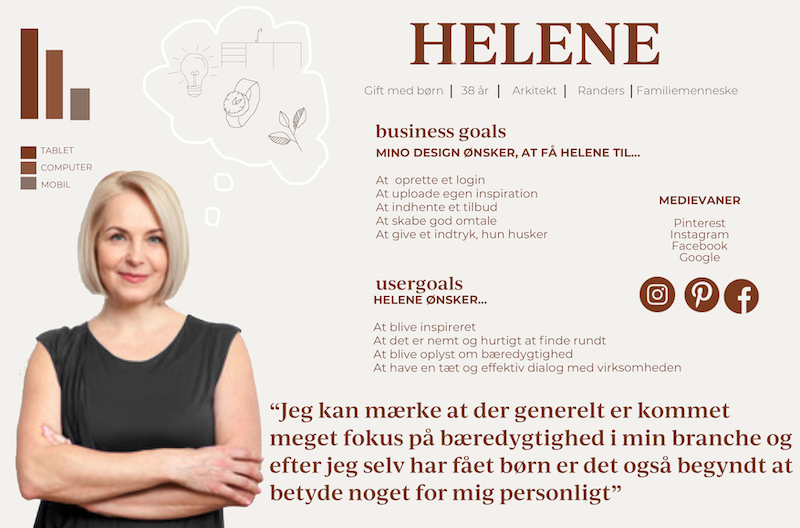 HELENE
Gift med børn | 38 år | Arkitekt | Randers | Familiemenneske
TABLET
COMPUTER
MOBIL
business goals
MINO DESIGN ØNSKER, AT FÅ HELENE TIL...
At oprette et login
At uploade egen inspiration
At indhente et tilbud
At skabe god omtale
At give et indtryk, hun husker
MEDIEVANER
Pinterest
Instagram
Facebook
Google
usergoals
HELENE ØNSKER...
At blive inspireret
At det er nemt og hurtigt at finde rundt
At blive oplyst om bæredygtighed
At have en tæt og effektiv dialog med virksomheden
“Jeg kan mærke at der generelt er kommet
meget fokus på bæredygtighed i min branche og
efter jeg selv har fået børn er det også begyndt at
betyde noget for mig personligt”